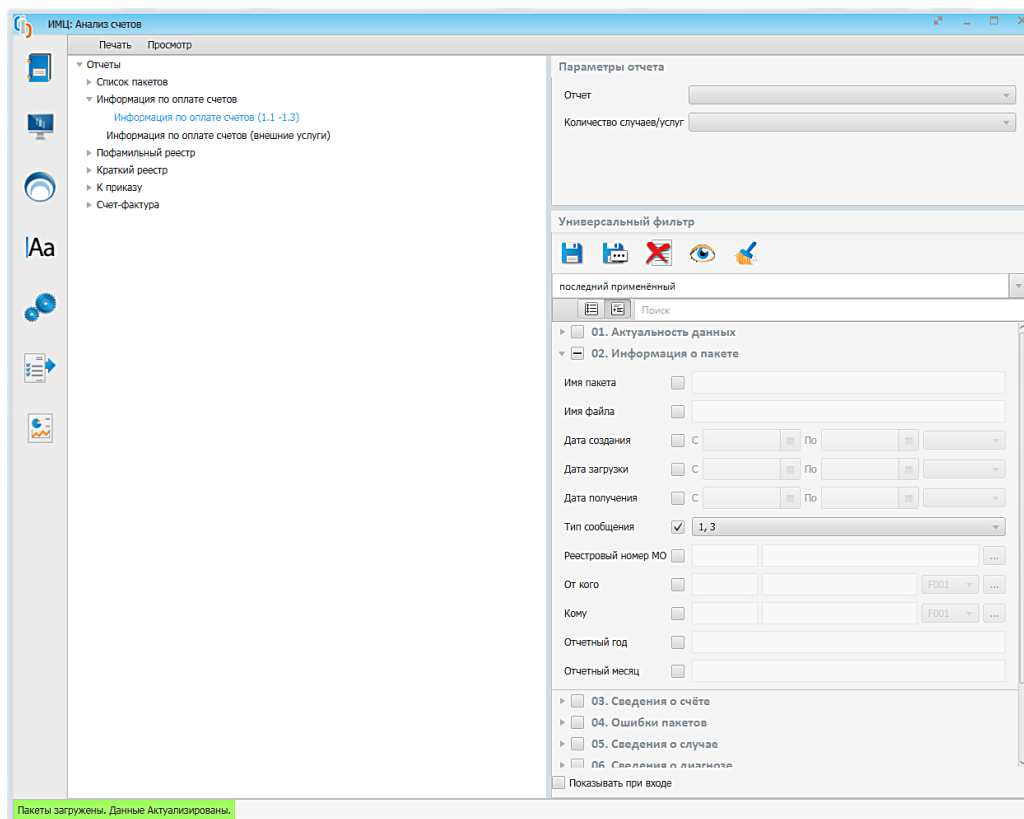 ИМЦ: Анализ счетов
Печать Просмотр
Отчеты
Список пакетов
Информация по оплате счетов
Информация по оплате счетов (1.1 -1.3)
Информация по оплате счетов (внешние услуги)
Пофамильный реестр
Краткий реестр
К приказу
Счет-фактура
Aa
Параметры отчета
Отчет
Количество случаев/услуг
Универсальный фильтр
последний применённый
Поиск
01. Актуальность данных
02. Информация о пакете
Имя пакета
Имя файла
Дата создания С По
Дата загрузки С По
Дата получения С По
Тип сообщения 1, 3
Реестровый номер МО ...
От кого F001 ...
Кому F001 ...
Отчетный год
Отчетный месяц
03. Сведения о счёте
04. Ошибки пакетов
05. Сведения о случае
06. Сведения о диагнозе
Показывать при входе
Пакеты загружены. Данные Актуализированы.